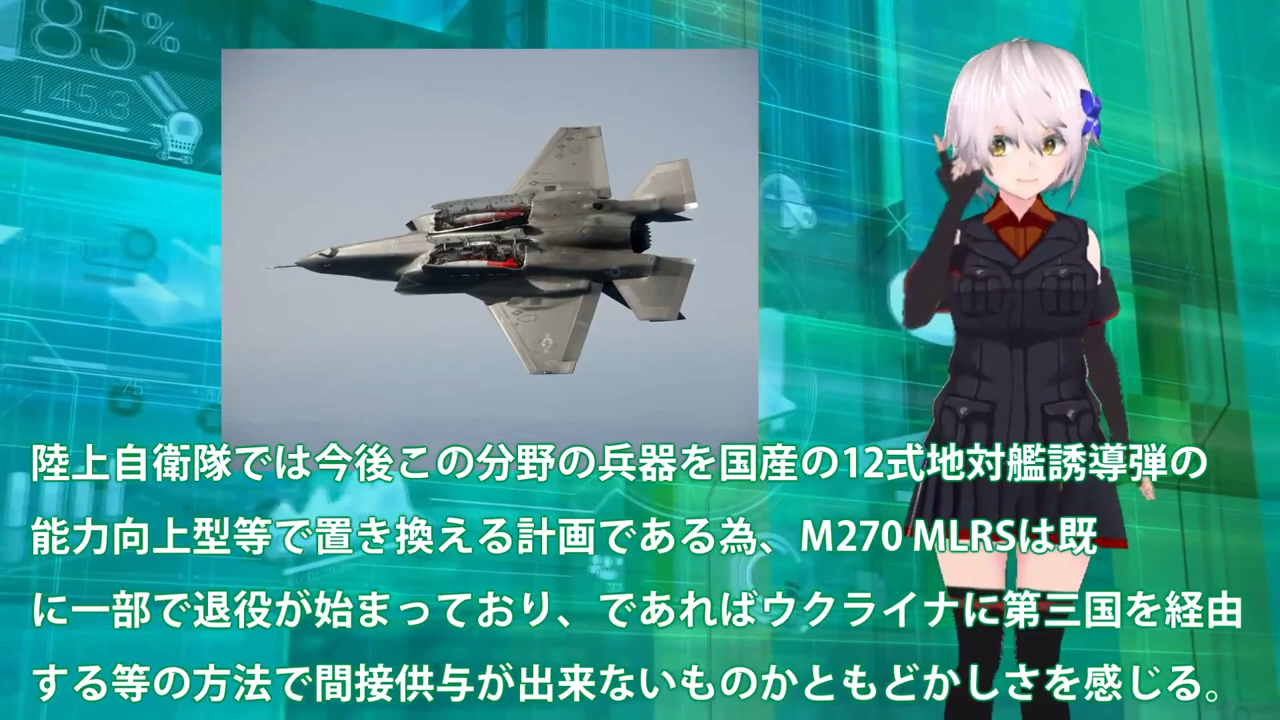 85%
145.3
陸上自衛隊では今後この分野の兵器を国産の12式地対艦誘導弾の
能力向上型等で置き換える計画である為、M270 MLRSは既
に一部で退役が始まっており、であればウクライナに第三国を経由
する等の方法で間接供与が出来ないものかともどかしさを感じる。